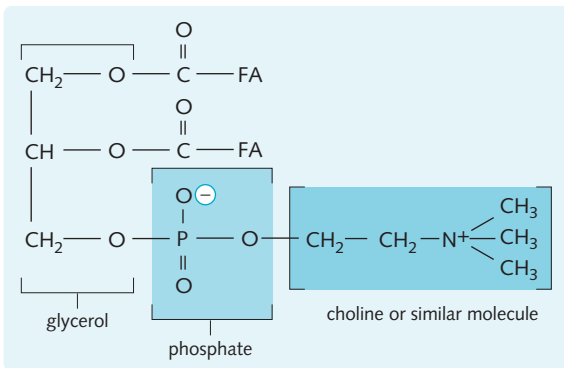 O
CH2 O C FA
O
CH O C FA
O−
CH3
CH2 O P O CH2 CH2 N+ CH3
CH3
O
glycerol
choline or similar molecule
phosphate